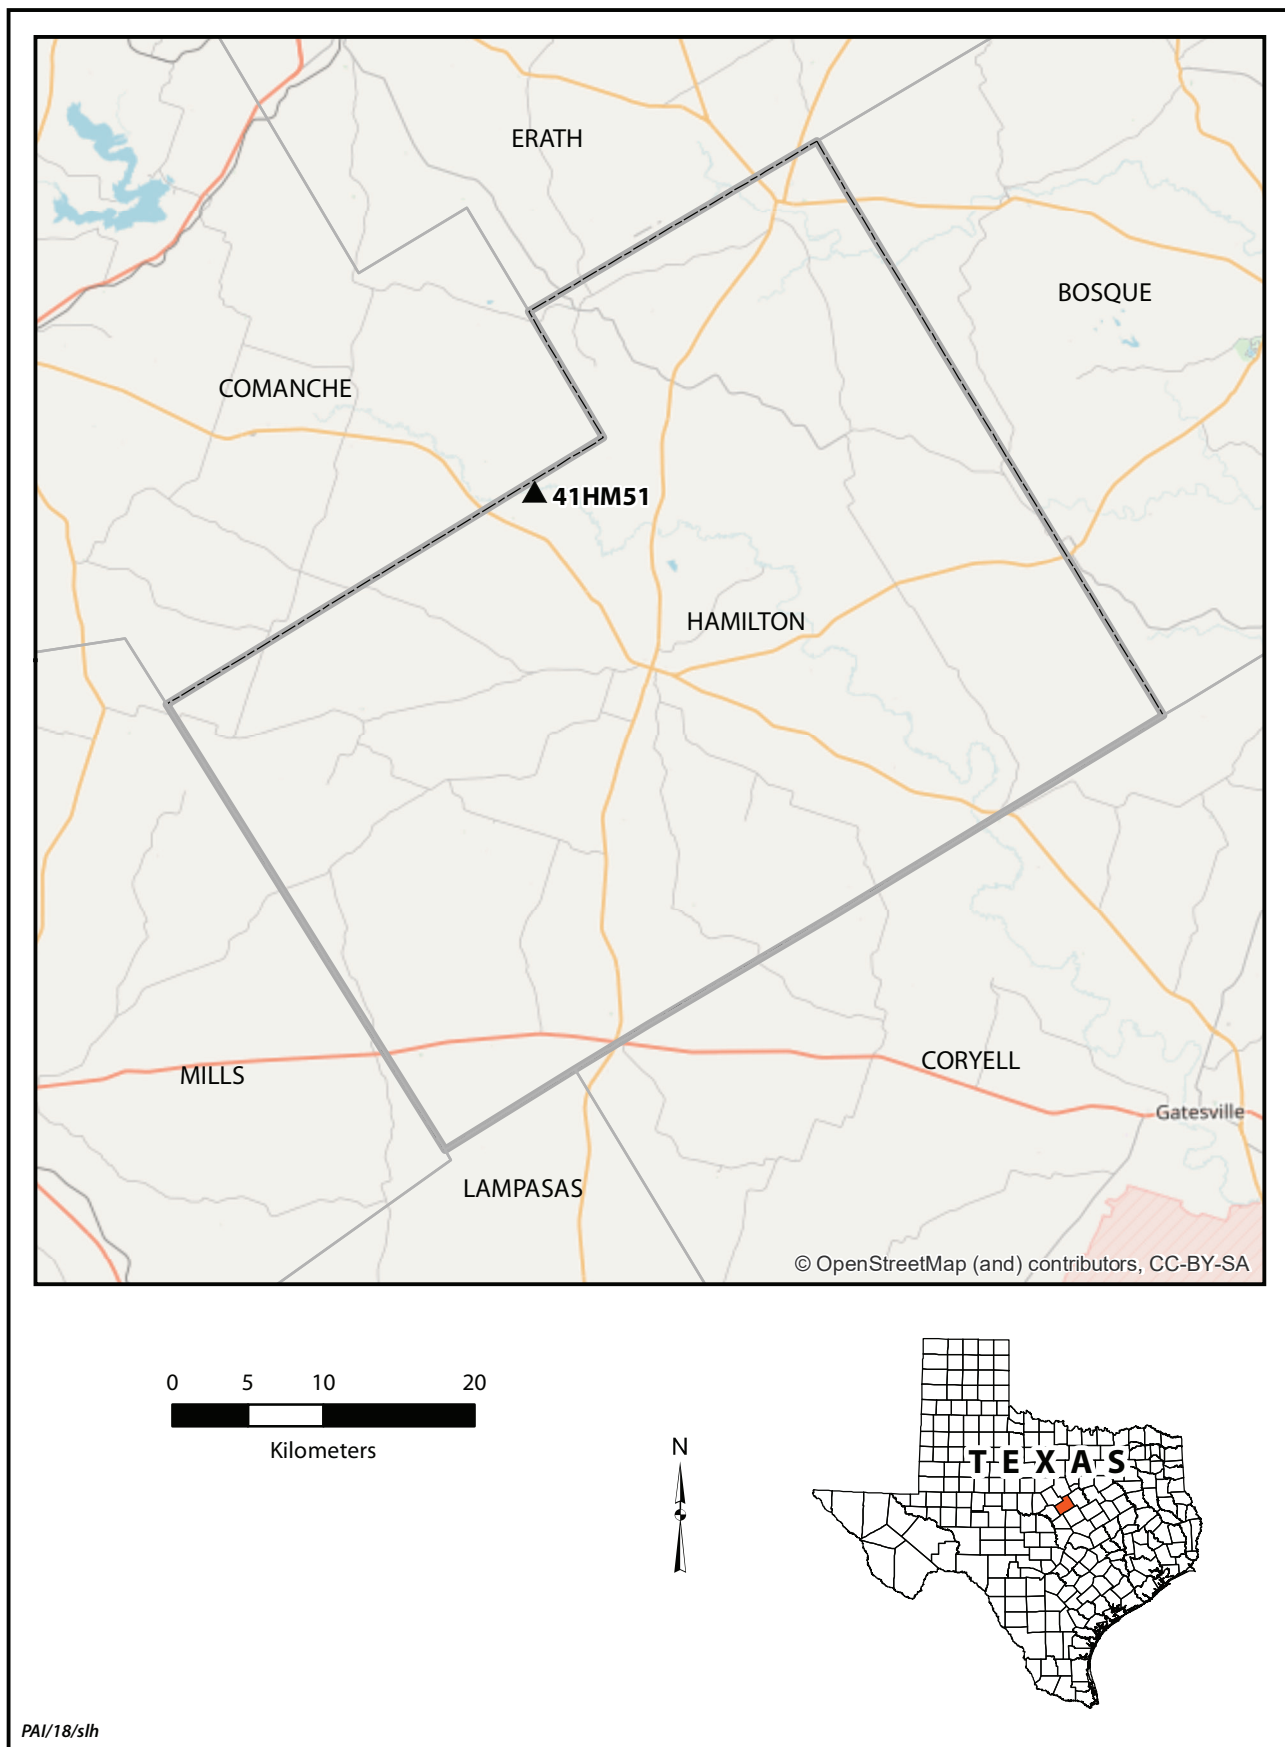 ERATH
BOSQUE
COMANCHE
41HM51
HAMILTON
CORYELL
MILLS
Gatesville
LAMPASAS
© OpenStreetMap (and) contributors, CC-BY-SA
0 5 10 20
Kilometers
N
TEXAS
PAI/18/slh